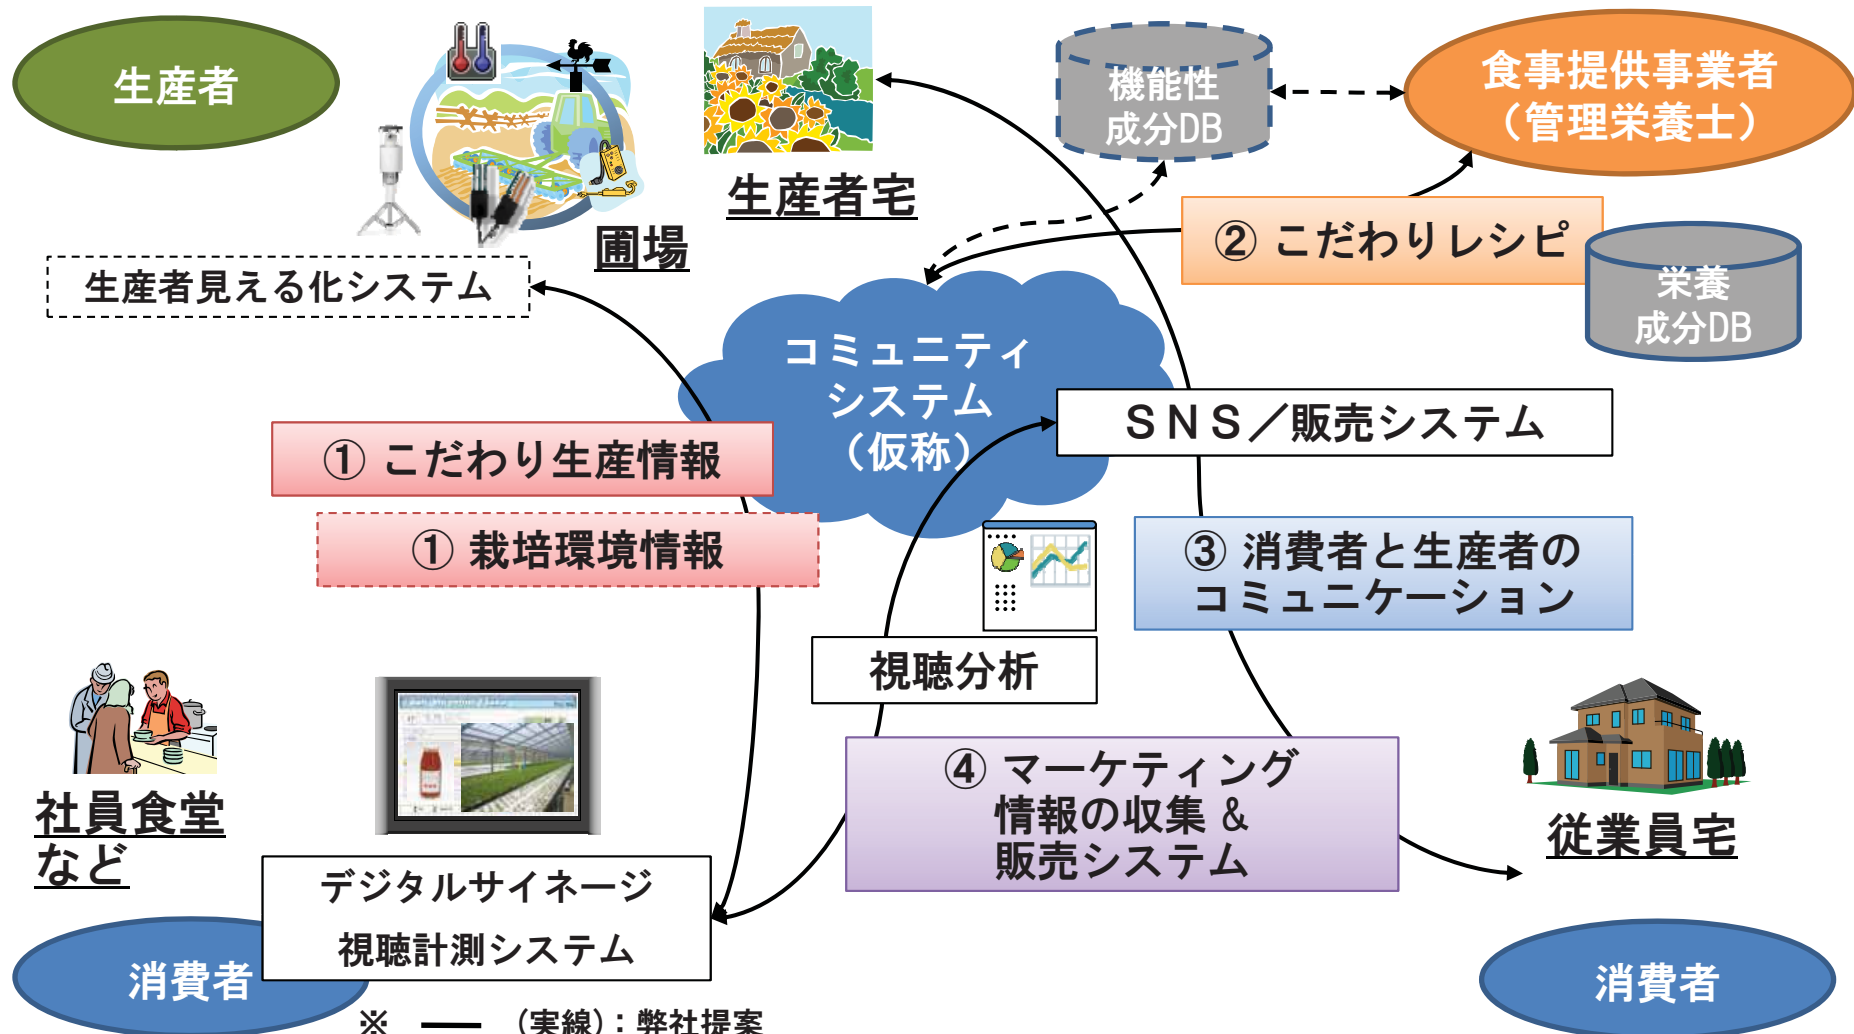 生産者
生産者宅
圃場
生産者見える化システム
機能性
成分DB
食事提供事業者
（管理栄養士）
② こだわりレシピ
栄養
成分DB
コミュニティ
システム
（仮称）
ＳＮＳ／販売システム
① こだわり生産情報
① 栽培環境情報
③ 消費者と生産者の
コミュニケーション
視聴分析
④ マーケティング
情報の収集 &
販売システム
社員食堂
など
デジタルサイネージ
視聴計測システム
従業員宅
消費者
消費者
※ ── (実線)：弊社提案